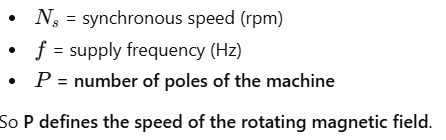 • Nₛ = synchronous speed (rpm)
• f = supply frequency (Hz)
• P = number of poles of the machine
So P defines the speed of the rotating magnetic field.